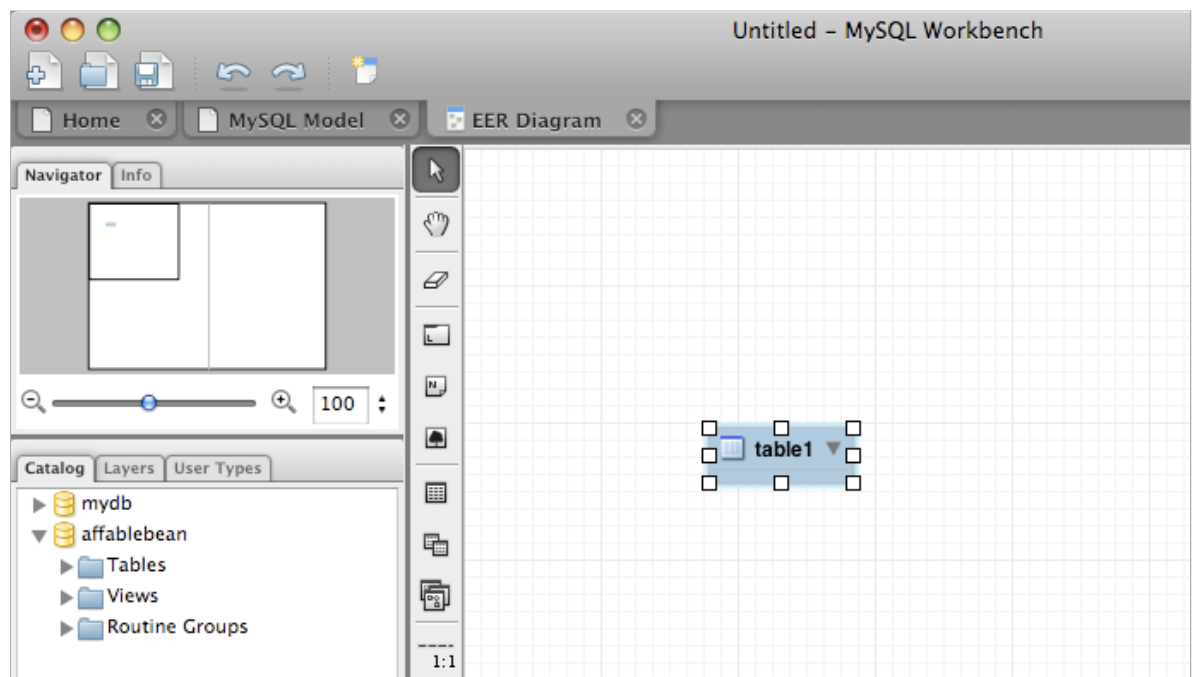 Untitled – MySQL Workbench
Home
MySQL Model
EER Diagram
Navigator
Info
100
Catalog
Layers
User Types
mydb
affablebean
Tables
Views
Routine Groups
L
N
1:1
table1